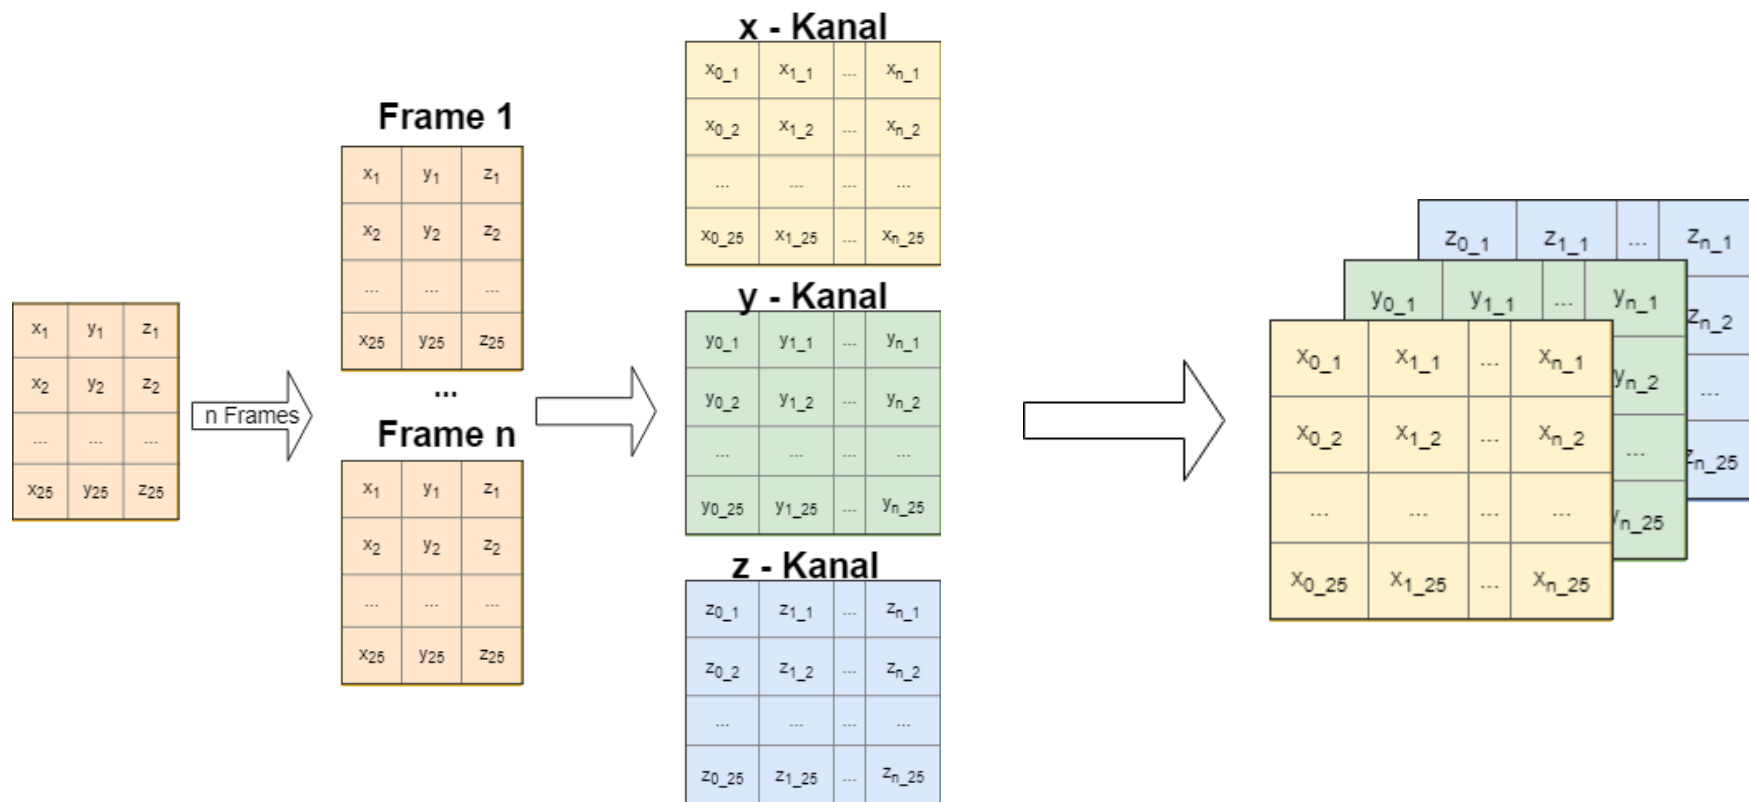 x1 y1 z1
x2 y2 z2
... ... ...
x25 y25 z25
n Frames
Frame 1
x1 y1 z1
x2 y2 z2
... ... ...
x25 y25 z25
...
Frame n
x1 y1 z1
x2 y2 z2
... ... ...
x25 y25 z25
x - Kanal
x0_1 x1_1 ... xn_1
x0_2 x1_2 ... xn_2
... ... ... ...
x0_25 x1_25 ... xn_25
y - Kanal
y0_1 y1_1 ... yn_1
y0_2 y1_2 ... yn_2
... ... ... ...
y0_25 y1_25 ... yn_25
z - Kanal
z0_1 z1_1 ... zn_1
z0_2 z1_2 ... zn_2
... ... ... ...
z0_25 z1_25 ... zn_25
z0_1 z1_1 ... zn_1
zn_2
...
zn_25
y0_1 y1_1 ... yn_1
yn_2
...
yn_25
x0_1 x1_1 ... xn_1
x0_2 x1_2 ... xn_2
... ... ... ...
x0_25 x1_25 ... xn_25